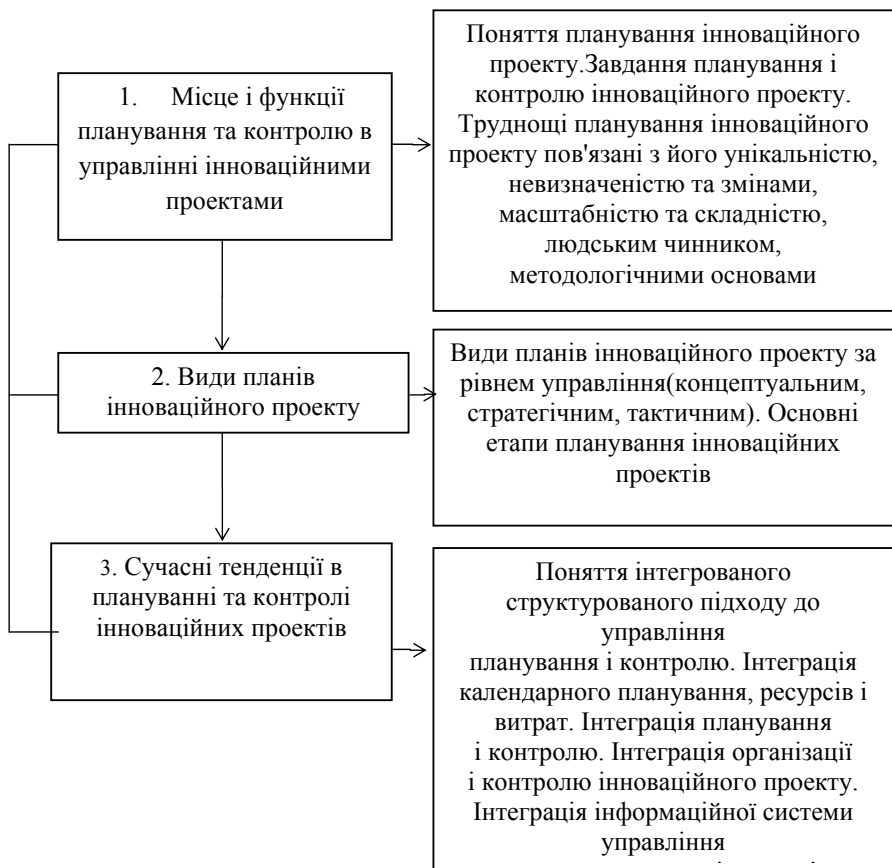 1. Місце і функції
планування та контролю в
управлінні інноваційними
проектами
Поняття планування інноваційного
проекту.Завдання планування і
контролю інноваційного проекту.
Труднощі планування інноваційного
проекту пов'язані з його унікальністю,
невизначеністю та змінами,
масштабністю та складністю,
людським чинником,
методологічними основами
2. Види планів
інноваційного проекту
Види планів інноваційного проекту за
рівнем управління(концептуальним,
стратегічним, тактичним). Основні
етапи планування інноваційних
проектів
3. Сучасні тенденції в
плануванні та контролі
інноваційних проектів
Поняття інтегрованого
структурованого підходу до
управління
планування і контролю. Інтеграція
календарного планування, ресурсів і
витрат. Інтеграція планування
і контролю. Інтеграція організації
і контролю інноваційного проекту.
Інтеграція інформаційної системи
управління